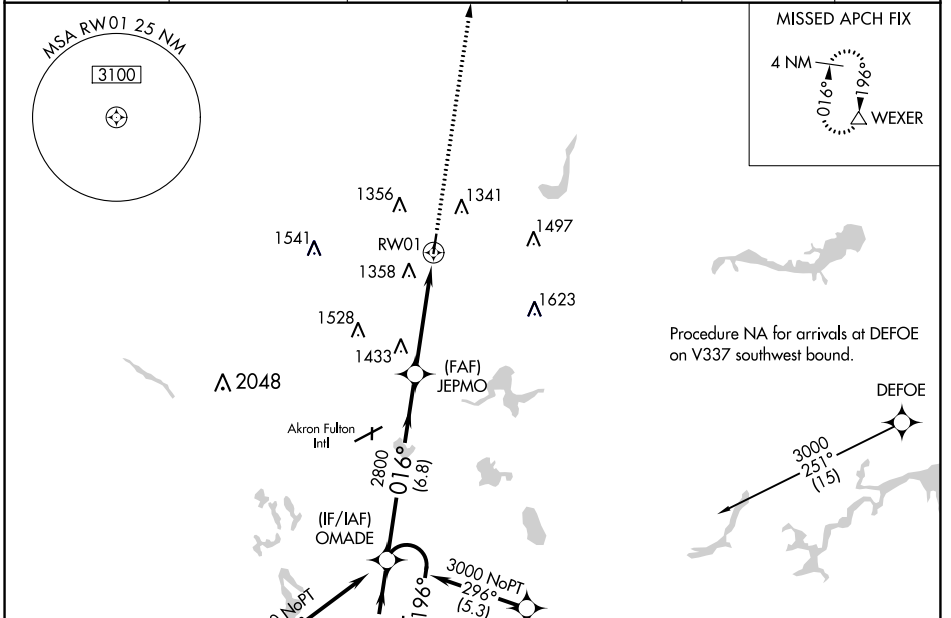 MSA RW01 25 NM
3100
MISSED APCH FIX
4 NM
016°
196°
WEXER
1356
1341
1541
1497
RW01
1358
1623
1528
1433
Procedure NA for arrivals at DEFOE
on V337 southwest bound.
(FAF)
JEPMO
2048
DEFOE
Akron Fulton
Intl
3000
251°
(15)
2800
016°
(6.8)
(IF/IAF)
OMADE
3000 NoPT
296°
(5.3)
196°
NoPT